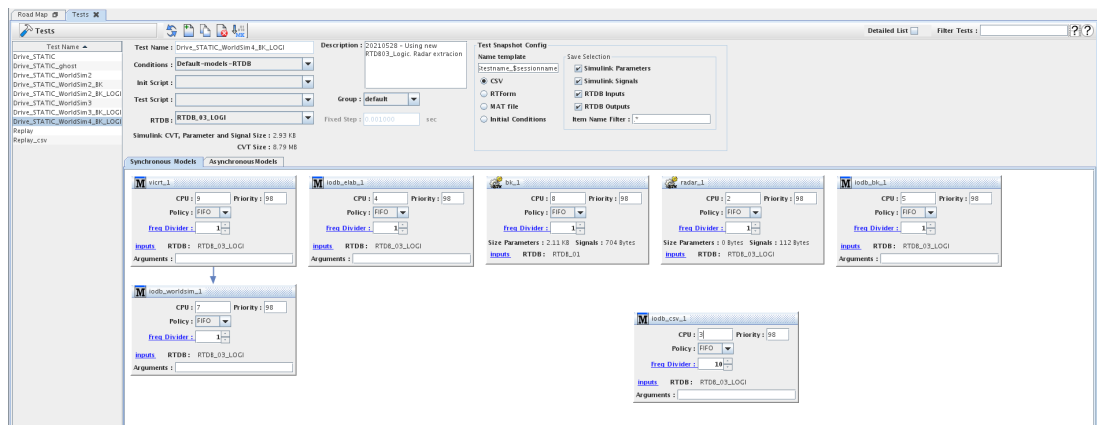 Road Map Tests
Tests Detailed List Filter Tests : ? ?
Test Name
Drive_STATIC
Drive_STATIC_ghost
Drive_STATIC_WorldSim2
Drive_STATIC_WorldSim2_BK
Drive_STATIC_WorldSim2_BK_LOGI
Drive_STATIC_WorldSim3
Drive_STATIC_WorldSim3_BK_LOGI
Drive_STATIC_WorldSim4_BK_LOGI
Replay
Replay_csv
Test Name : Drive_STATIC_WorldSim4_BK_LOGI
Conditions : Default-models-RTDB
Init Script :
Test Script :
RTDB : RTDB_03_LOGI
Description : 20210528 - Using new
RTDB03_Logic. Radar extracion
Group : default
Fixed Step : 0.001000 sec
Simulink CVT, Parameter and Signal Size : 2.93 KB
CVT Size : 8.79 MB
Test Snapshot Config
Name template
$testname_$sessionname
CSV
RTform
MAT file
Initial Conditions
Save Selection
Simulink Parameters
Simulink Signals
RTDB Inputs
RTDB Outputs
Item Name Filter : .*
Synchronous Models Asynchronous Models
M vicrt_1
CPU : 9 Priority : 98
Policy : FIFO
Freq Divider : 1
inputs RTDB : RTDB_03_LOGI
Arguments :
M iodb_elab_1
CPU : 4 Priority : 98
Policy : FIFO
Freq Divider : 1
inputs RTDB : RTDB_03_LOGI
Arguments :
bk_1
CPU : 8 Priority : 98
Policy : FIFO
Freq Divider : 1
Size Parameters : 2.11 KB Signals : 704 Bytes
inputs RTDB : RTDB_01
radar_1
CPU : 2 Priority : 98
Policy : FIFO
Freq Divider : 1
Size Parameters : 0 Bytes Signals : 112 Bytes
inputs RTDB : RTDB_03_LOGI
M iodb_bk_1
CPU : 5 Priority : 98
Policy : FIFO
Freq Divider : 1
inputs RTDB : RTDB_03_LOGI
Arguments :
M iodb_worldsim_1
CPU : 7 Priority : 98
Policy : FIFO
Freq Divider : 1
inputs RTDB : RTDB_03_LOGI
Arguments :
M iodb_csv_1
CPU : 3 Priority : 98
Policy : FIFO
Freq Divider : 10
inputs RTDB : RTDB_03_LOGI
Arguments :